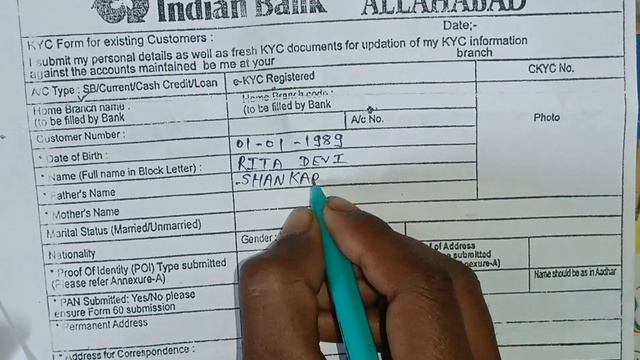 Indian Bank ALLAHABAD
Date;-
KYC Form for existing Customers :
I submit my personal details as well as fresh KYC documents for updation of my KYC information
against the accounts maintained be me at your branch
A/C Type : SB/Current/Cash Credit/Loan e-KYC Registered CKYC No.
Home Branch name : Home Branch code :
(to be filled by Bank (to be filled by Bank
Customer Number : A/c No. Photo
* Date of Birth : 01-01-1989
* Name (Full name in Block Letter) : RITA DEVI
* Father's Name SHANKAR
* Mother's Name
Marital Status (Married/Unmarried)
Nationality Gender :
* Proof Of Identity (POI) Type submitted of Address
(Please refer Annexure-A) submitted
exure-A) Name should be as in Aadhar
* PAN Submitted: Yes/No please
ensure Form 60 submission
* Permanent Address
* Address for Correspondence :